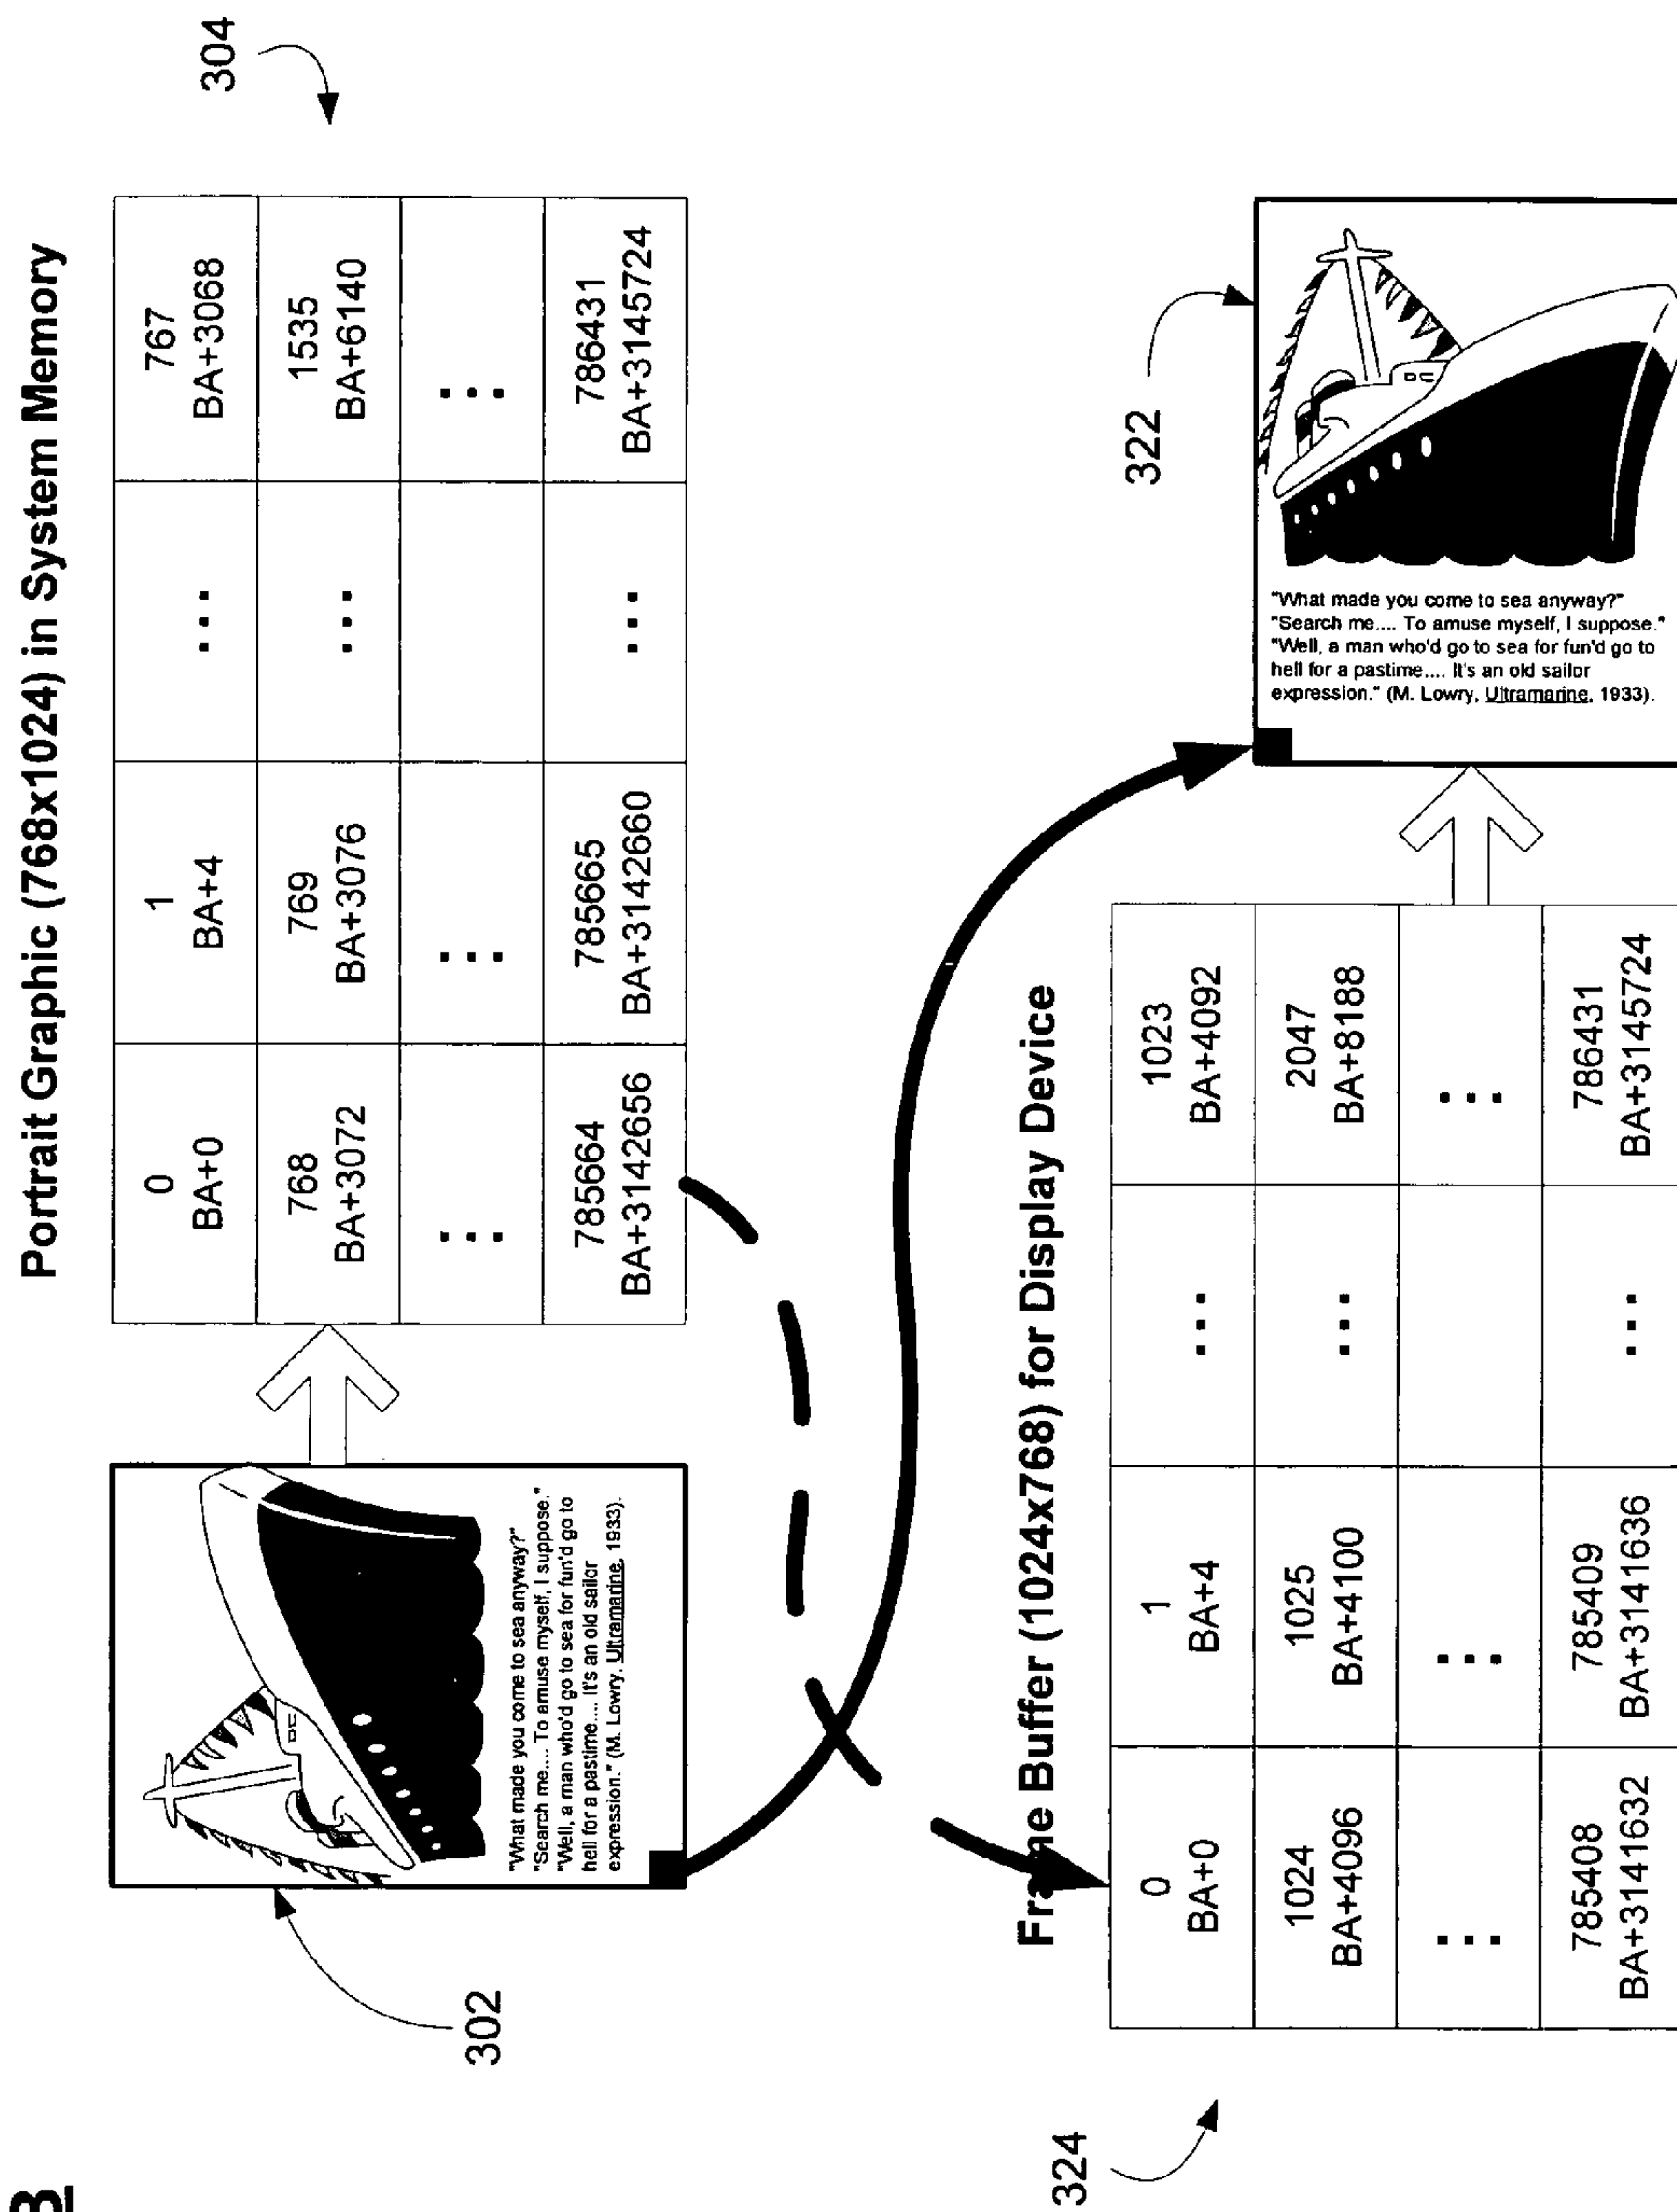 3
Portrait Graphic (768x1024) in System Memory
304
0
BA+0
1
BA+4
...
767
BA+3068
768
BA+3072
769
BA+3076
...
1535
BA+6140
...
...
...
785664
BA+3142656
785665
BA+3142660
...
786431
BA+3145724
"What made you come to sea anyway?"
"Search me.... To amuse myself, I suppose."
"Well, a man who'd go to sea for fun'd go to
hell for a pastime.... It's an old sailor
expression." (M. Lowry, Ultramarine, 1933).
302
Frame Buffer (1024x768) for Display Device
324
0
BA+0
1
BA+4
...
1023
BA+4092
1024
BA+4096
1025
BA+4100
...
2047
BA+8188
...
...
...
785408
BA+3141632
785409
BA+3141636
...
786431
BA+3145724
322
"What made you come to sea anyway?"
"Search me.... To amuse myself, I suppose."
"Well, a man who'd go to sea for fun'd go to
hell for a pastime.... It's an old sailor
expression." (M. Lowry, Ultramarine, 1933).